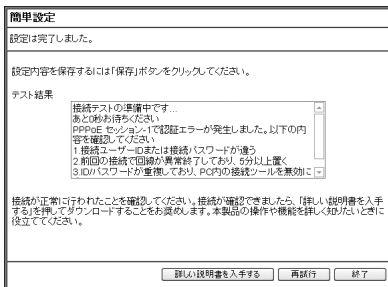 簡単設定
設定は完了しました。
設定内容を保存するには「保存」ボタンをクリックしてください。
テスト結果
接続テストの準備中です...
あと0秒お待ちください
PPPoE セッション-1で認証エラーが発生しました。以下の内
容を確認してください
1.接続ユーザーIDまたは接続パスワードが違う
2.前回の接続で回線が異常終了しており、5分以上置く
3.ID/パスワードが重複しており、PC内の接続ツールを無効に
接続が正常に行われたことを確認してください。接続が確認できましたら、「詳しい説明書を入手
する」を押してダウンロードすることをお奨めします。本製品の操作や機能を詳しく知りたいときに
役立ててください。
詳しい説明書を入手する 再試行 終了